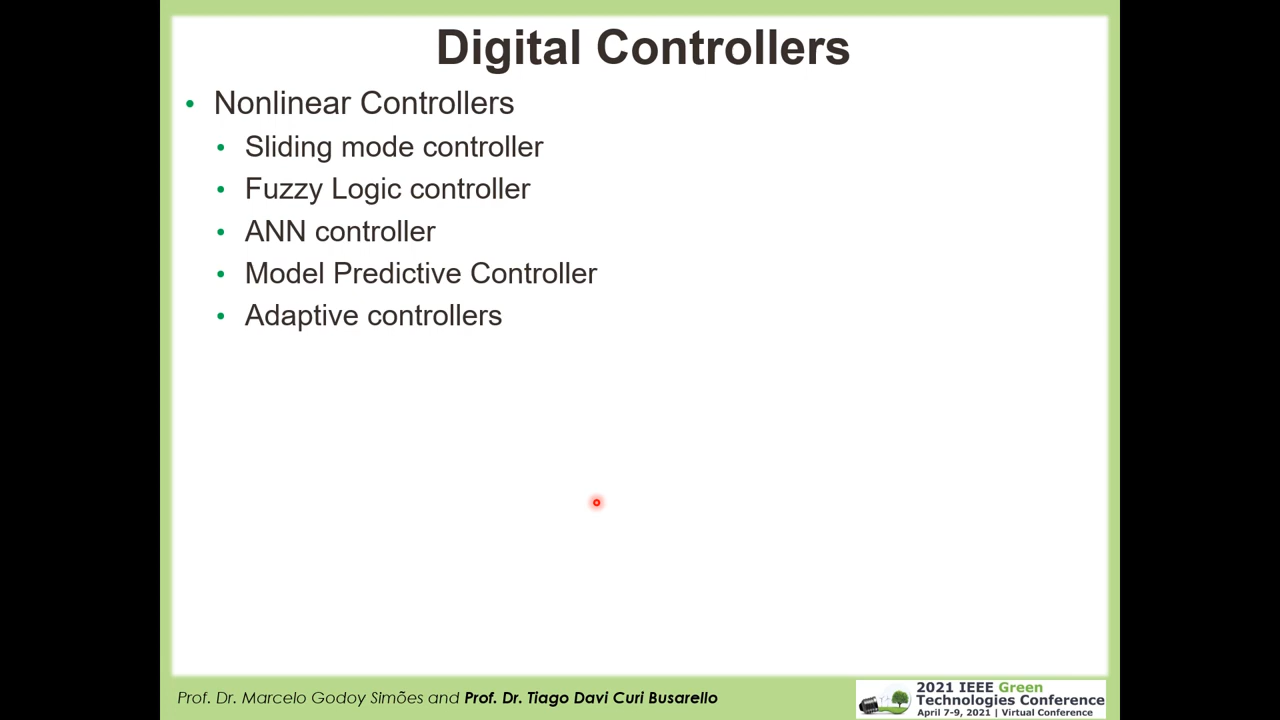 Digital Controllers
• Nonlinear Controllers
• Sliding mode controller
• Fuzzy Logic controller
• ANN controller
• Model Predictive Controller
• Adaptive controllers
Prof. Dr. Marcelo Godoy Simões and Prof. Dr. Tiago Davi Curi Busarello
2021 IEEE Green
Technologies Conference
April 7-9, 2021 | Virtual Conference